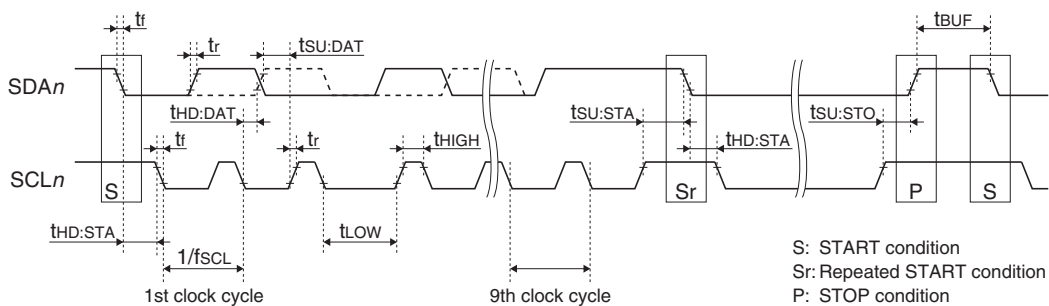 tf
tr
tSU:DAT
tBUF
SDAn
tHD:DAT
tSU:STA
tSU:STO
tf
tr
tHIGH
tHD:STA
SCLn
S
Sr
P
S
tHD:STA
tLOW
1/fSCL
S: START condition
Sr: Repeated START condition
P: STOP condition
1st clock cycle
9th clock cycle